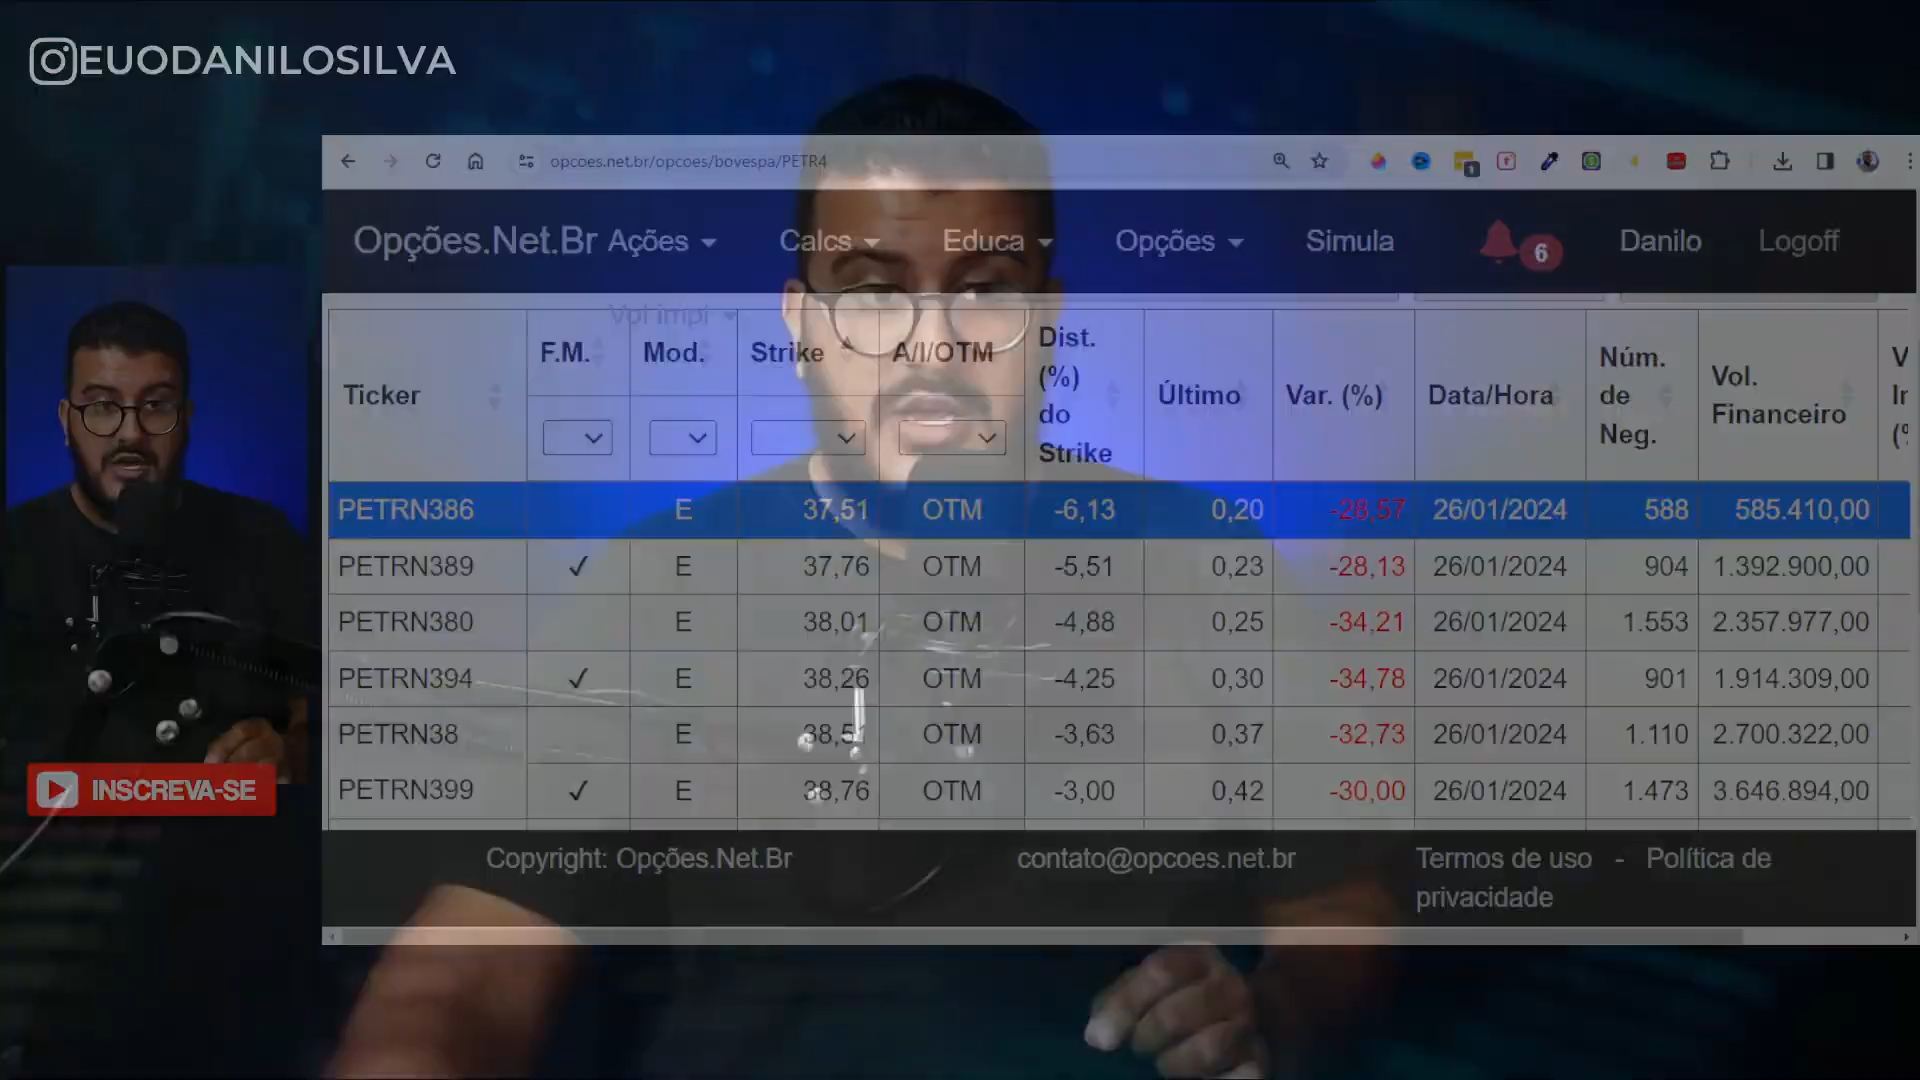 EUODANILOSILVA
opcoes.net.br/opcoes/bovespa/PETR4
Opções.Net.Br Ações Calcs Educa Opções Simula 6 Danilo Logoff
Vol impl
Ticker F.M. Mod. Strike A/I/OTM Dist. (%) do Strike Último Var. (%) Data/Hora Núm. de Neg. Vol. Financeiro
PETRN386 E 37,51 OTM -6,13 0,20 -28,57 26/01/2024 588 585.410,00
PETRN389 ✓ E 37,76 OTM -5,51 0,23 -28,13 26/01/2024 904 1.392.900,00
PETRN380 E 38,01 OTM -4,88 0,25 -34,21 26/01/2024 1.553 2.357.977,00
PETRN394 ✓ E 38,26 OTM -4,25 0,30 -34,78 26/01/2024 901 1.914.309,00
PETRN38 E 38,51 OTM -3,63 0,37 -32,73 26/01/2024 1.110 2.700.322,00
PETRN399 ✓ E 38,76 OTM -3,00 0,42 -30,00 26/01/2024 1.473 3.646.894,00
INSCREVA-SE
Copyright: Opções.Net.Br contato@opcoes.net.br Termos de uso - Política de
privacidade